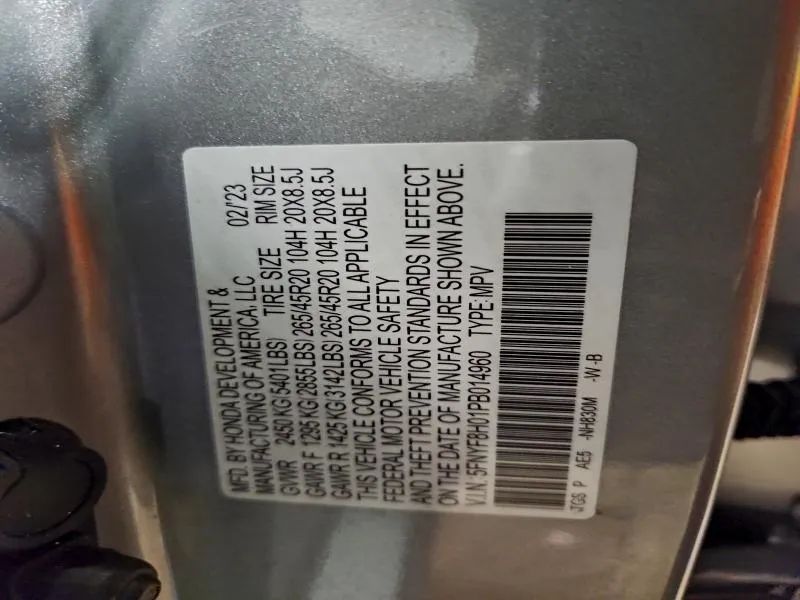 MFD. BY HONDA DEVELOPMENT & 02/'23
MANUFACTURING OF AMERICA, LLC
GVWR 2450 KG(5401LBS) TIRE SIZE RIM SIZE
GAWR F 1295 KG(2855LBS) 265/45R20 104H 20X8.5J
GAWR R 1425 KG(3142LBS) 265/45R20 104H 20X8.5J
THIS VEHICLE CONFORMS TO ALL APPLICABLE
FEDERAL MOTOR VEHICLE SAFETY
AND THEFT PREVENTION STANDARDS IN EFFECT
ON THE DATE OF MANUFACTURE SHOWN ABOVE.
V.I.N. 5FNYF8H01PB014960 TYPE: MPV
TGS P AE5 -NH830M -W -B